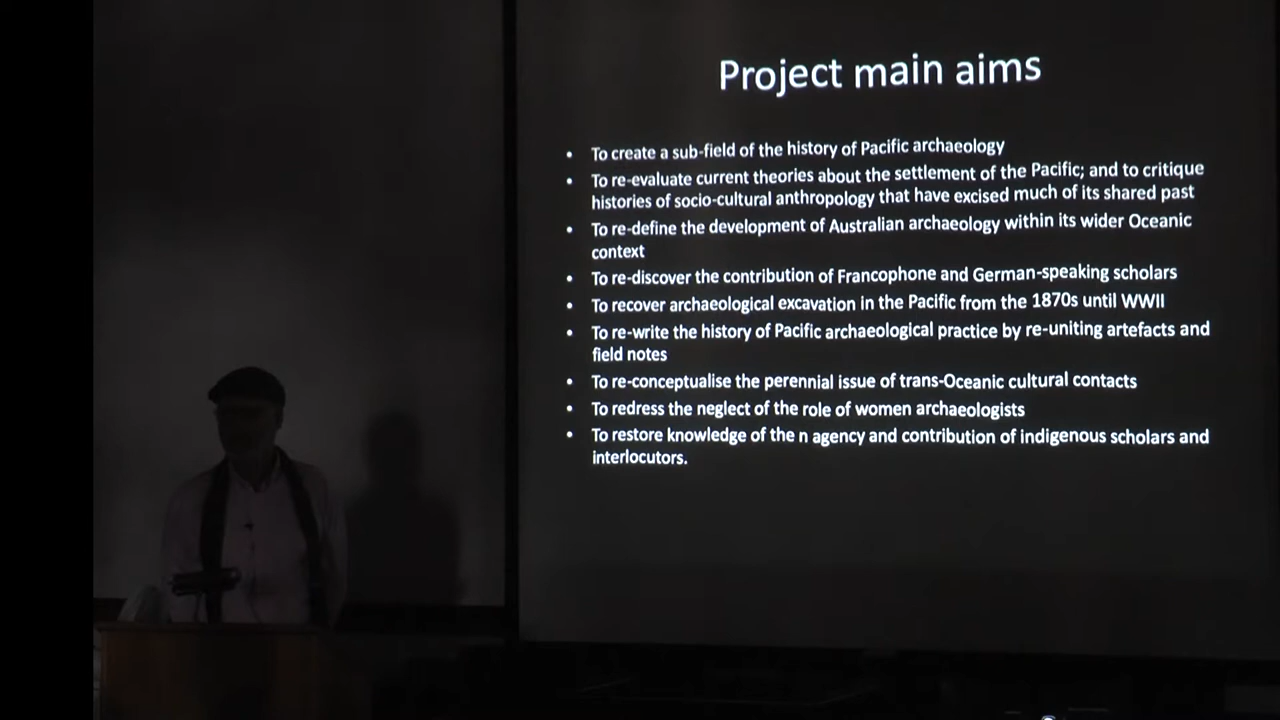 Project main aims
• To create a sub-field of the history of Pacific archaeology
• To re-evaluate current theories about the settlement of the Pacific; and to critique
histories of socio-cultural anthropology that have excised much of its shared past
• To re-define the development of Australian archaeology within its wider Oceanic
context
• To re-discover the contribution of Francophone and German-speaking scholars
• To recover archaeological excavation in the Pacific from the 1870s until WWII
• To re-write the history of Pacific archaeological practice by re-uniting artefacts and
field notes
• To re-conceptualise the perennial issue of trans-Oceanic cultural contacts
• To redress the neglect of the role of women archaeologists
• To restore knowledge of the n agency and contribution of indigenous scholars and
interlocutors.